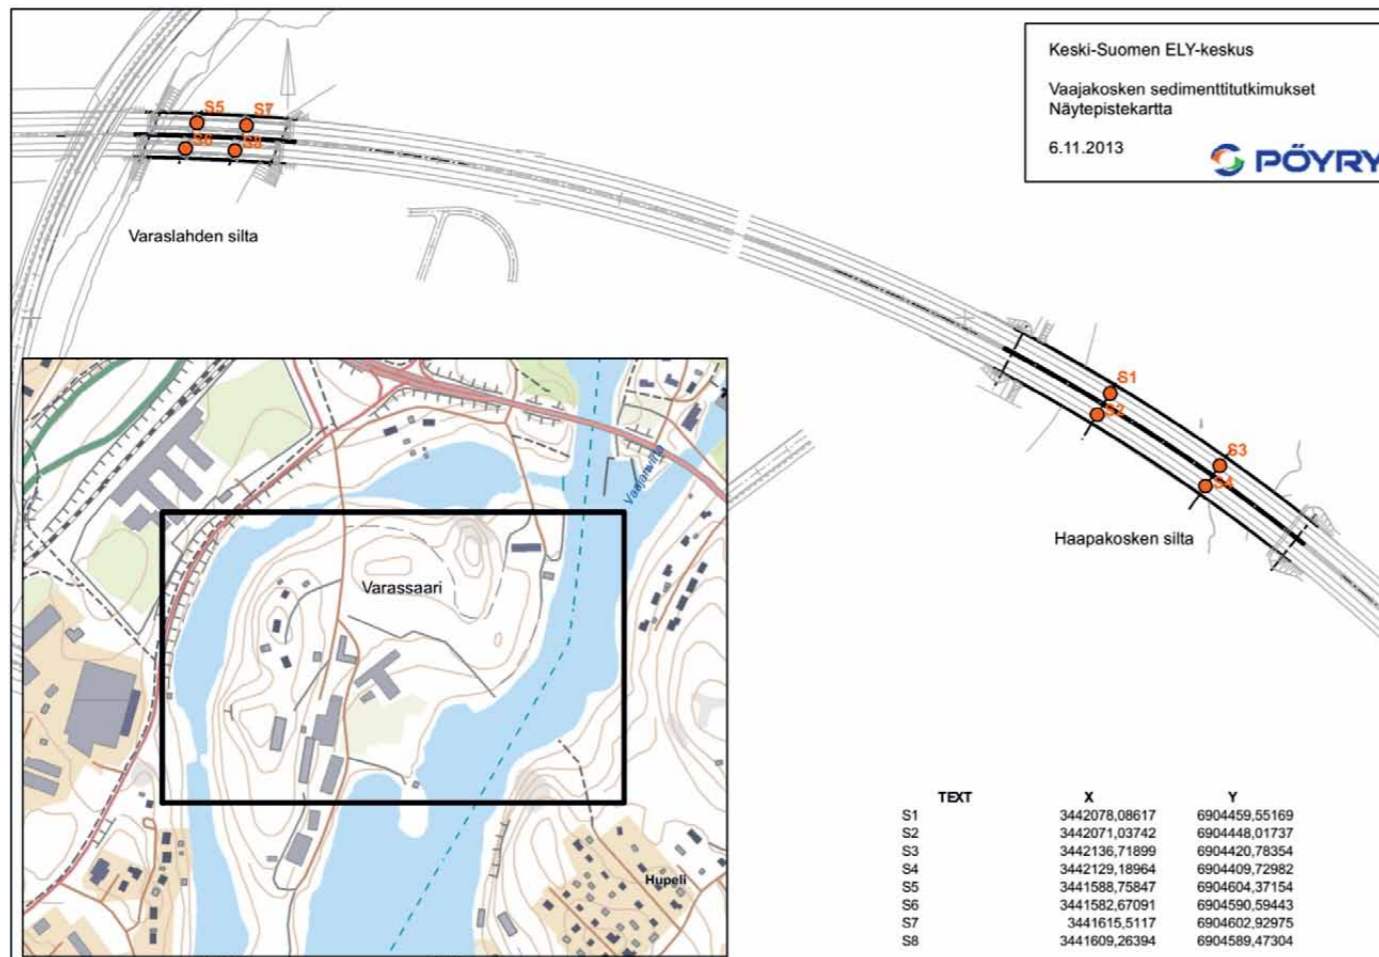 Keski-Suomen ELY-keskus
Vaajakosken sedimenttitutkimukset
Näytepistekartta
6.11.2013
PÖYRY
S5
S7
S6
S8
Varaslahden silta
S1
S2
S3
S4
Haapakosken silta
Vaajanvirta
Varassaari
Hupeli
TEXT X Y
S1 3442078,08617 6904459,55169
S2 3442071,03742 6904448,01737
S3 3442136,71899 6904420,78354
S4 3442129,18964 6904409,72982
S5 3441588,75847 6904604,37154
S6 3441582,67091 6904590,59443
S7 3441615,5117 6904602,92975
S8 3441609,26394 6904589,47304